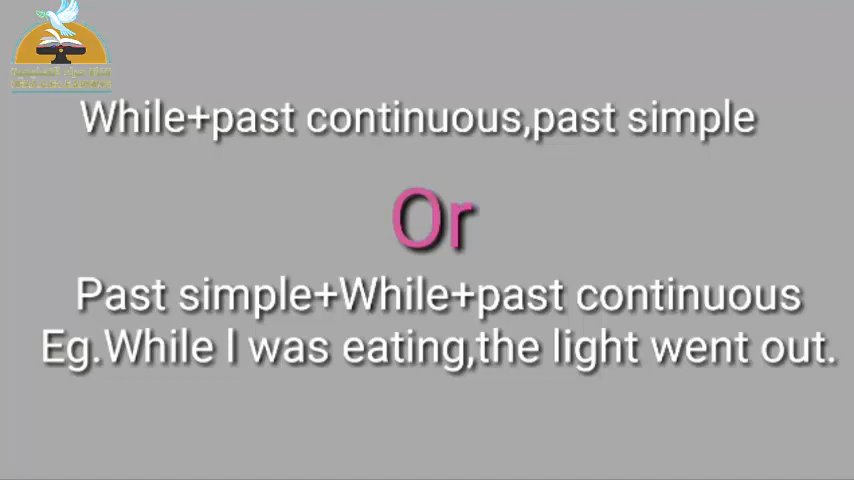 While+past continuous,past simple
Or
Past simple+While+past continuous
Eg.While l was eating,the light went out.